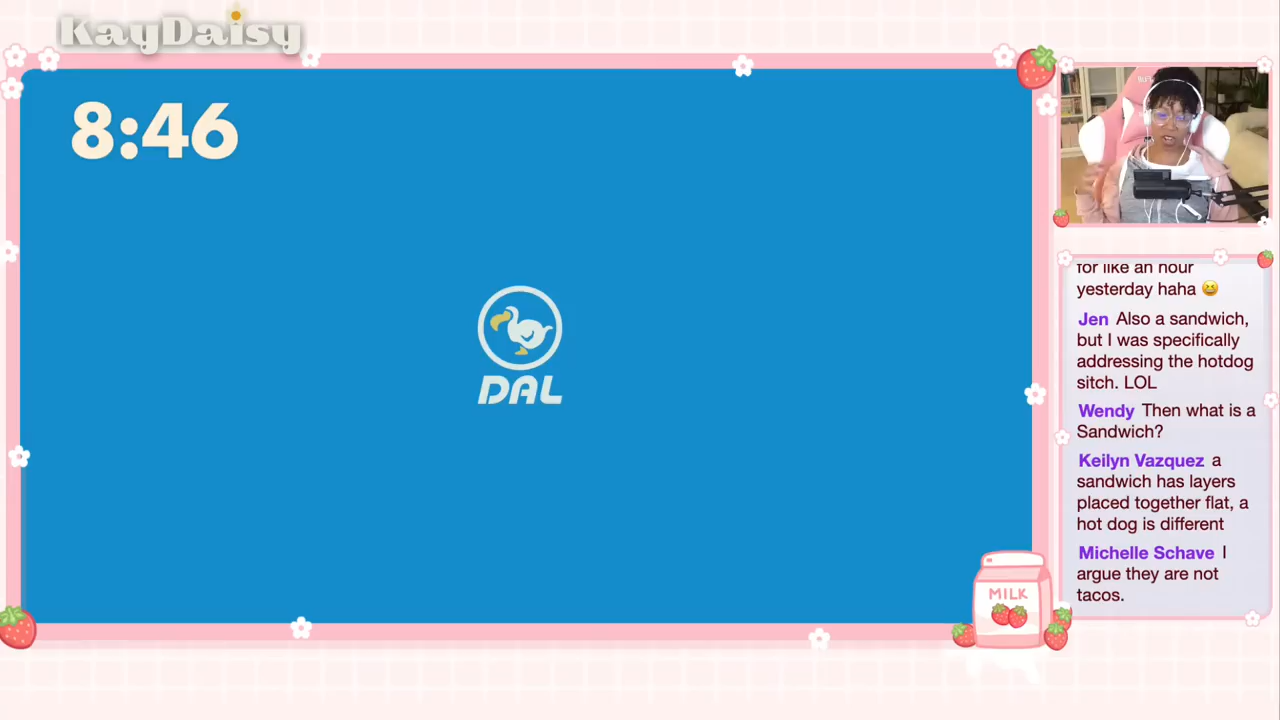 KayDaisy
8:46
DAL
for like an hour
yesterday haha 😆
Jen Also a sandwich,
but I was specifically
addressing the hotdog
sitch. LOL
Wendy Then what is a
Sandwich?
Keilyn Vazquez a
sandwich has layers
placed together flat, a
hot dog is different
Michelle Schave I
argue they are not
tacos.
MILK